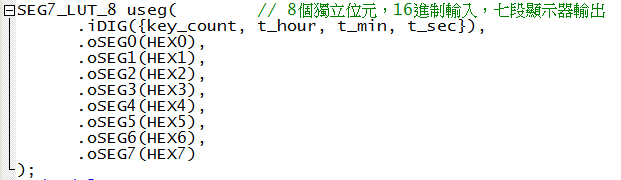 SEG7_LUT_8 useg( // 8個獨立位元，16進制輸入，七段顯示器輸出
.iDIG({key_count, t_hour, t_min, t_sec}),
.oSEG0(HEX0),
.oSEG1(HEX1),
.oSEG2(HEX2),
.oSEG3(HEX3),
.oSEG4(HEX4),
.oSEG5(HEX5),
.oSEG6(HEX6),
.oSEG7(HEX7)
);